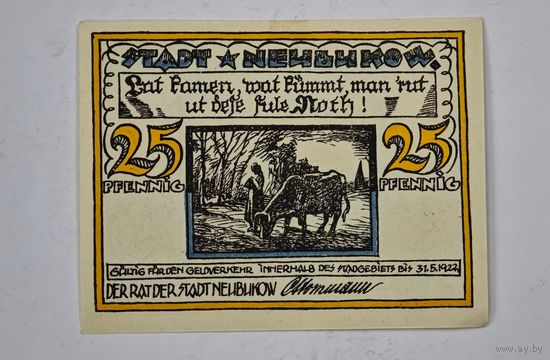 STADT ★ NEUBUKOW.
Lat kamen, wat kümmt, man 'rut
ut dese fule Noth!
25 25
PFENNIG PFENNIG
GÜLTIG FÜR DEN GELDVERKEHR INNERHALB DES STADGEBIETS BIS 31.5.1922.
DER RAT DER STADT NEUBUKOW
www.ay.by